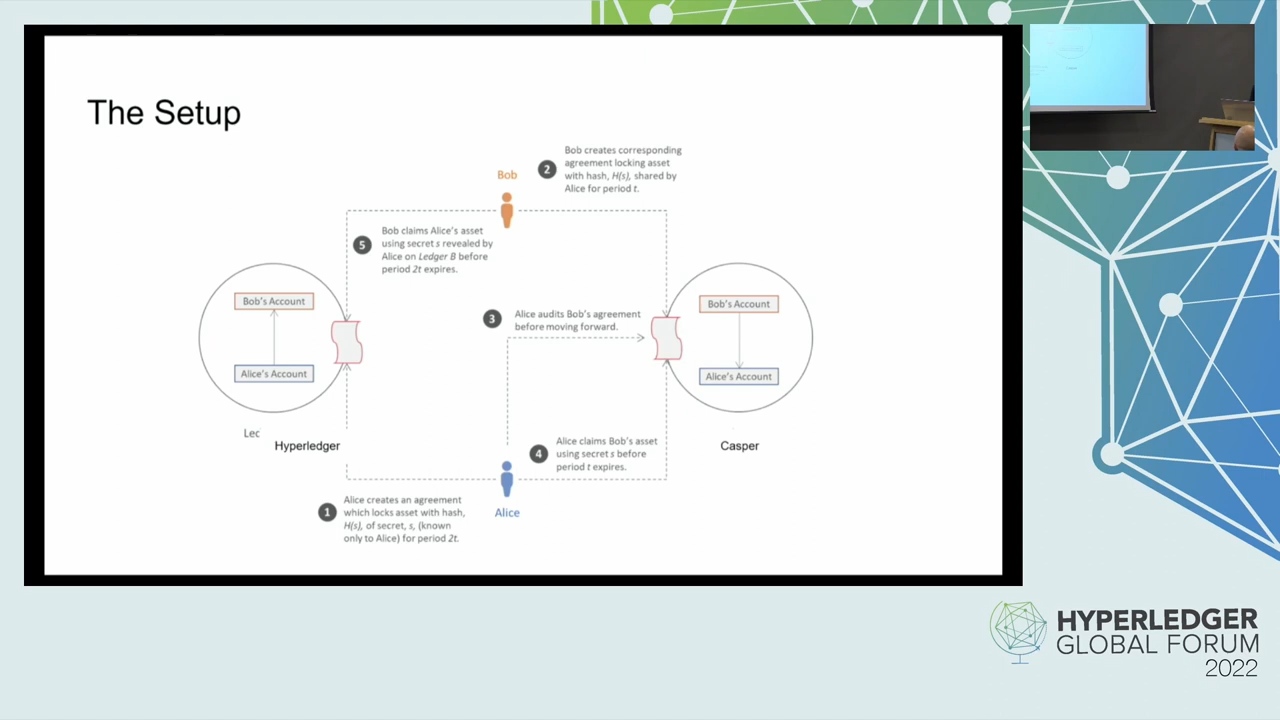 The Setup
Bob
2
Bob creates corresponding
agreement locking asset
with hash, H(s), shared by
Alice for period t.
5
Bob claims Alice's asset
using secret s revealed by
Alice on Ledger B before
period 2t expires.
3
Alice audits Bob's agreement
before moving forward.
Bob's Account
Alice's Account
Bob's Account
Alice's Account
Lec
Hyperledger
Casper
4
Alice claims Bob's asset
using secret s before
period t expires.
1
Alice creates an agreement
which locks asset with hash,
H(s), of secret, s, (known
only to Alice) for period 2t.
Alice
HYPERLEDGER
GLOBAL FORUM
2022